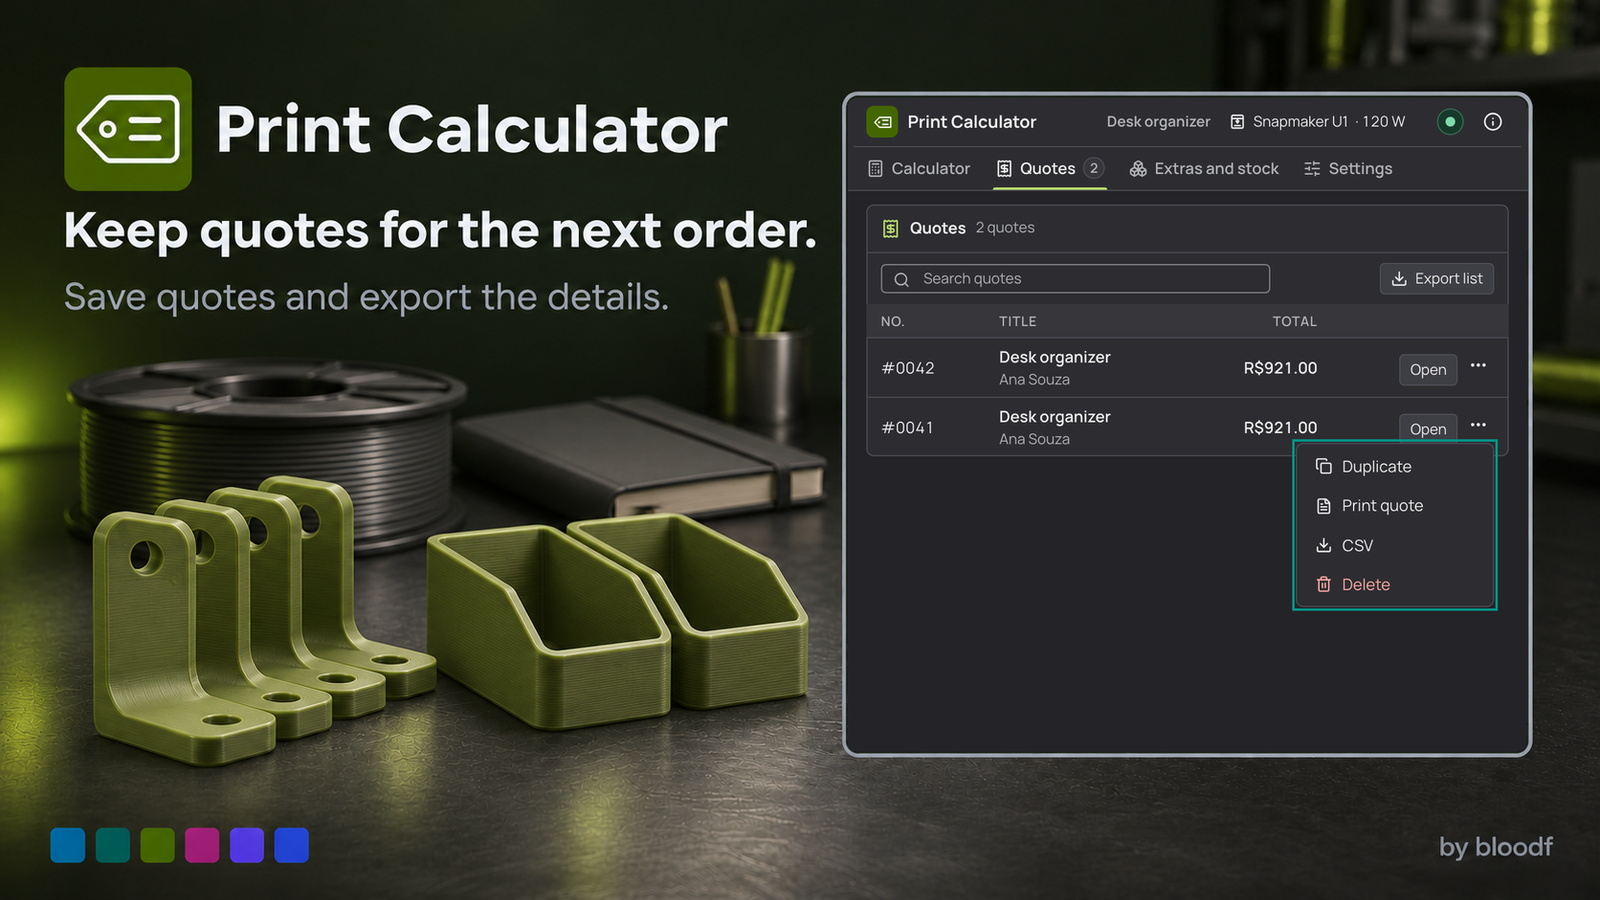 Print Calculator
Keep quotes for the next order.
Save quotes and export the details.
Print Calculator
Desk organizer
Snapmaker U1 · 120 W
Calculator
Quotes 2
Extras and stock
Settings
Quotes 2 quotes
Search quotes
Export list
NO. TITLE TOTAL
#0042 Desk organizer R$921.00 Open
Ana Souza
#0041 Desk organizer R$921.00 Open
Ana Souza
Duplicate
Print quote
CSV
Delete
by bloodf